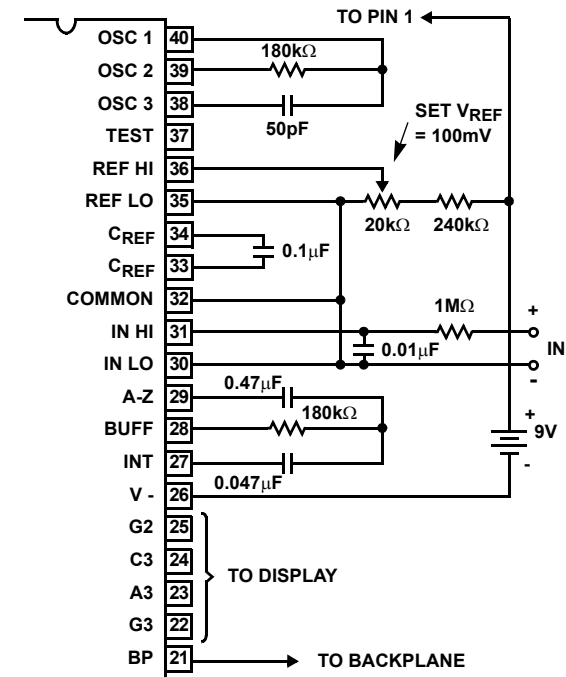 TO PIN 1
OSC 1 40
180kΩ
OSC 2 39
OSC 3 38
50pF
SET VREF
= 100mV
TEST 37
REF HI 36
REF LO 35
20kΩ 240kΩ
CREF 34
0.1μF
CREF 33
COMMON 32
1MΩ
+
IN HI 31
0.01μF
IN
IN LO 30
-
0.47μF
A-Z 29
180kΩ
+
BUFF 28
9V
INT 27
-
0.047μF
V - 26
G2 25
C3 24
TO DISPLAY
A3 23
G3 22
BP 21
TO BACKPLANE